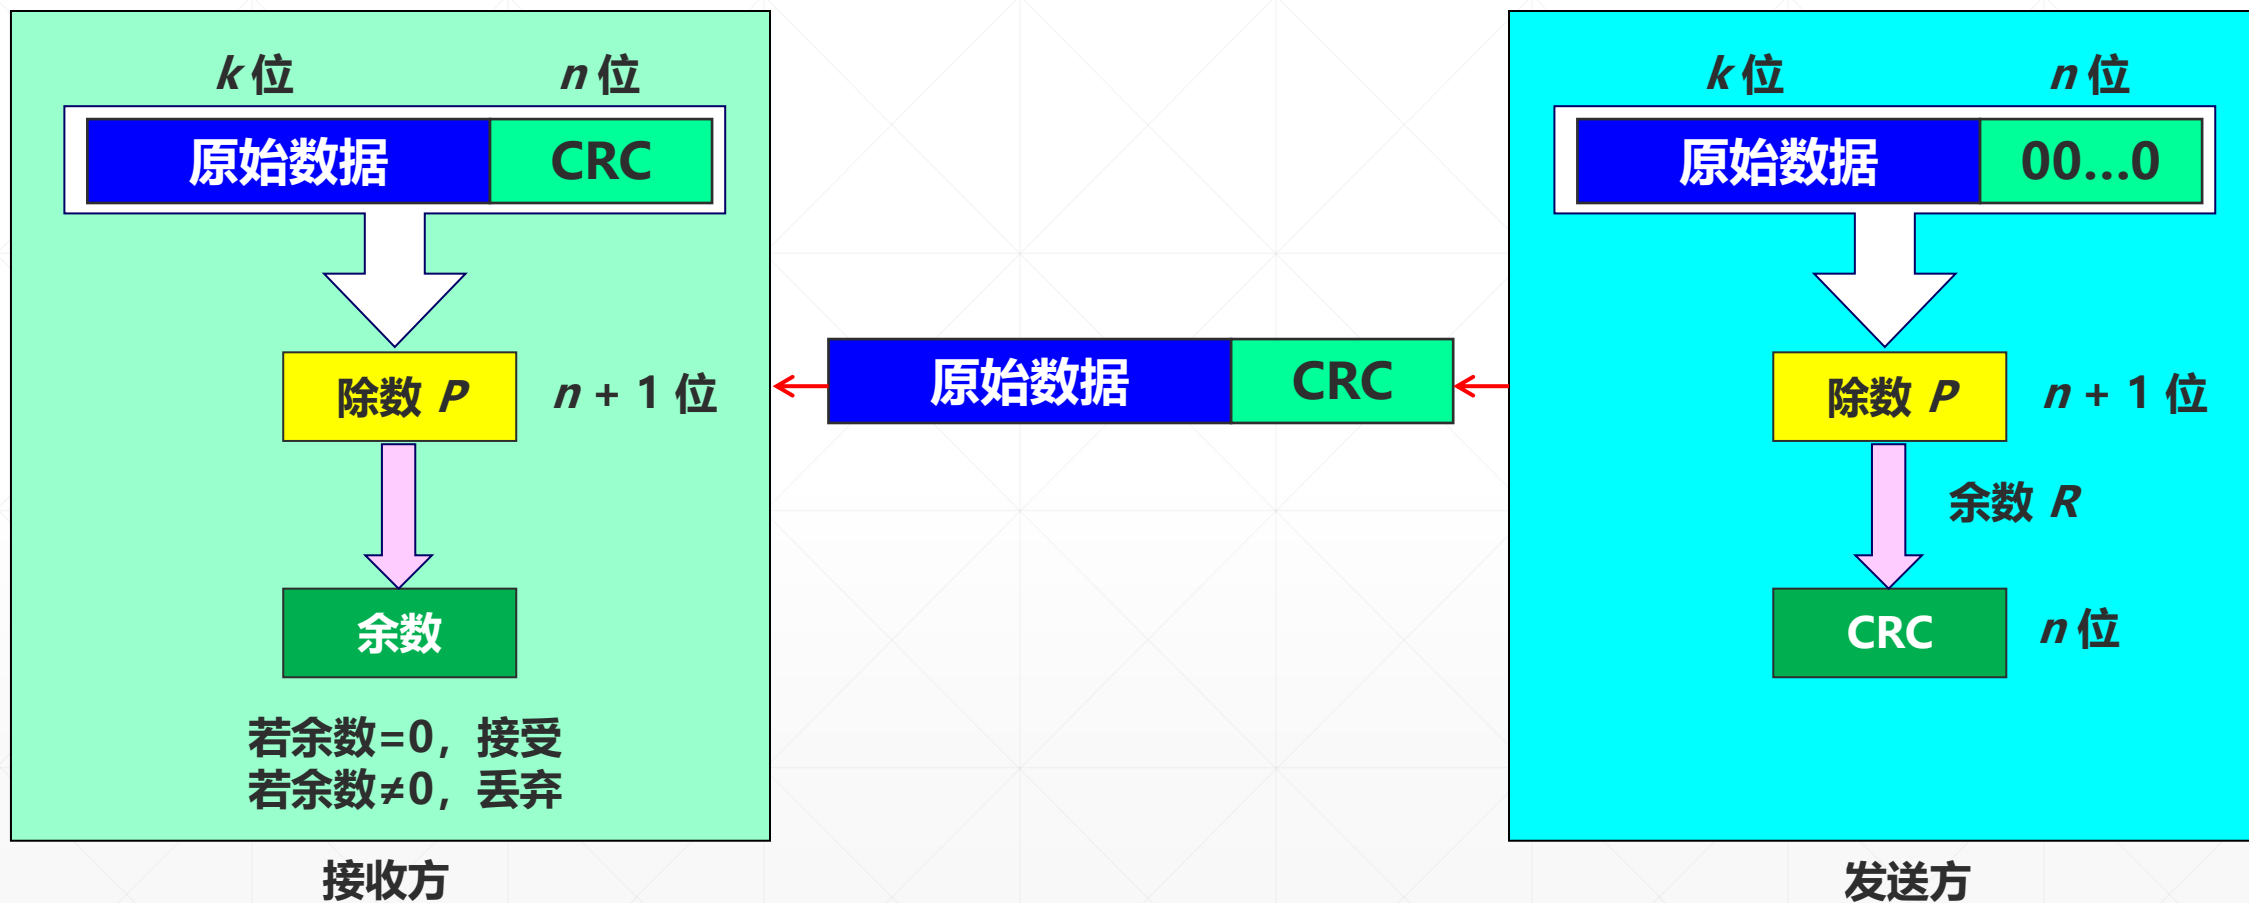 k 位
n 位
原始数据
CRC
除数 P
n + 1 位
余数
若余数=0，接受
若余数≠0，丢弃
接收方
原始数据
CRC
k 位
n 位
原始数据
00…0
除数 P
n + 1 位
余数 R
CRC
n 位
发送方